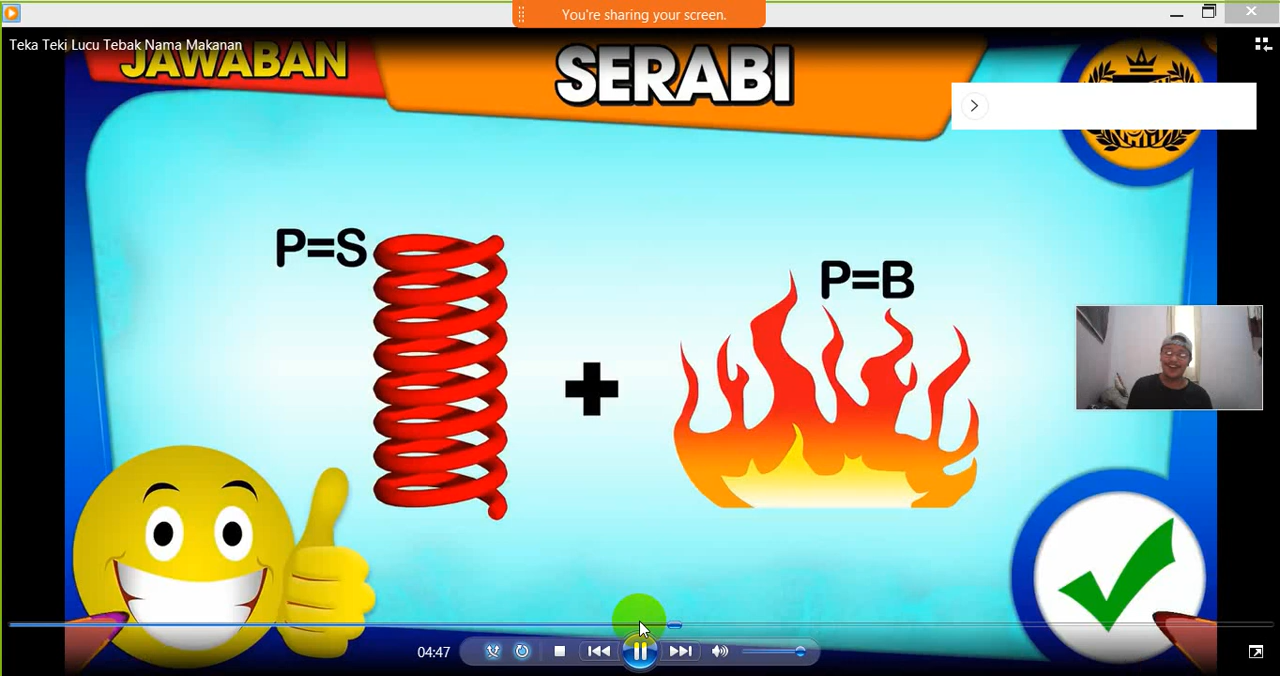 You're sharing your screen.
Teka Teki Lucu Tebak Nama Makanan
JAWABAN
SERABI
P=S
P=B
04:47